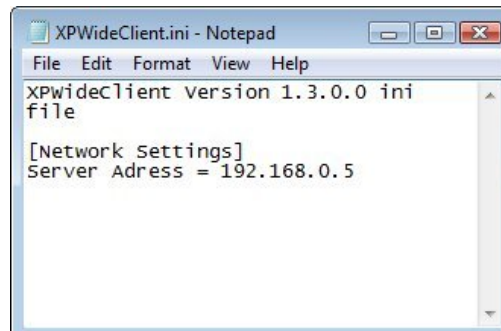 XPWideClient.ini - Notepad
File Edit Format View Help
XPWideClient Version 1.3.0.0 ini
file
[Network Settings]
Server Adress = 192.168.0.5